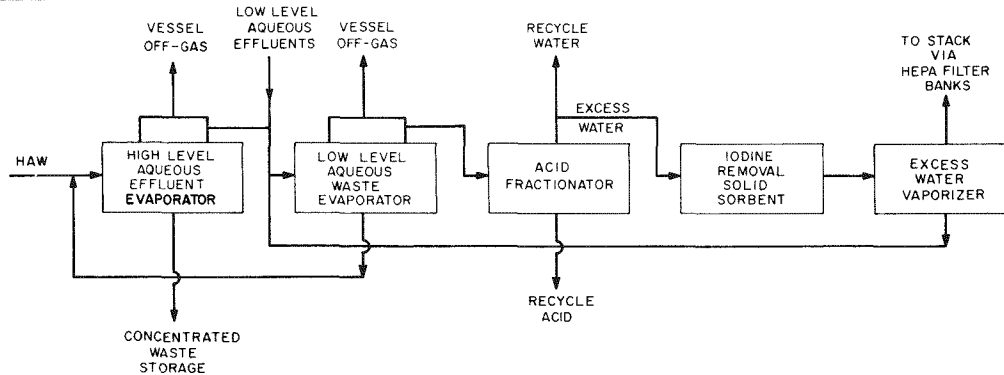 VESSEL
OFF-GAS
LOW LEVEL
AQUEOUS
EFFLUENTS
VESSEL
OFF-GAS
RECYCLE
WATER
TO STACK
VIA
HEPA FILTER
BANKS
EXCESS
WATER
HAW
HIGH LEVEL
AQUEOUS
EFFLUENT
EVAPORATOR
LOW LEVEL
AQUEOUS
WASTE
EVAPORATOR
ACID
FRACTIONATOR
IODINE
REMOVAL
SOLID
SORBENT
EXCESS
WATER
VAPORIZER
CONCENTRATED
WASTE
STORAGE
RECYCLE
ACID